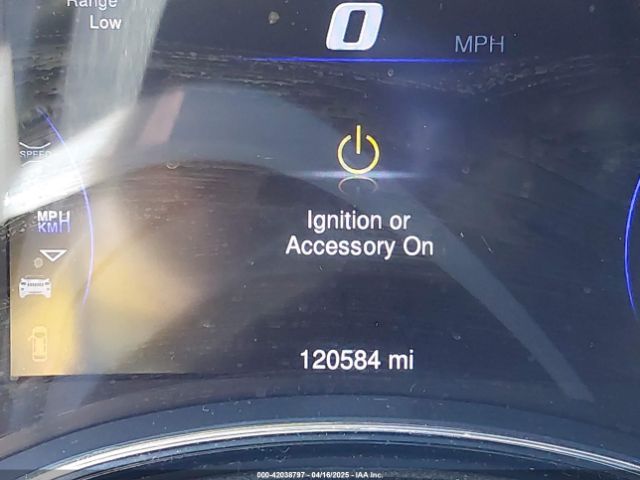 Range
Low
0
MPH
SPEED
MPH
KMH
Ignition or
Accessory On
120584 mi
000-42038797 - 04/16/2025 - IAA Inc.